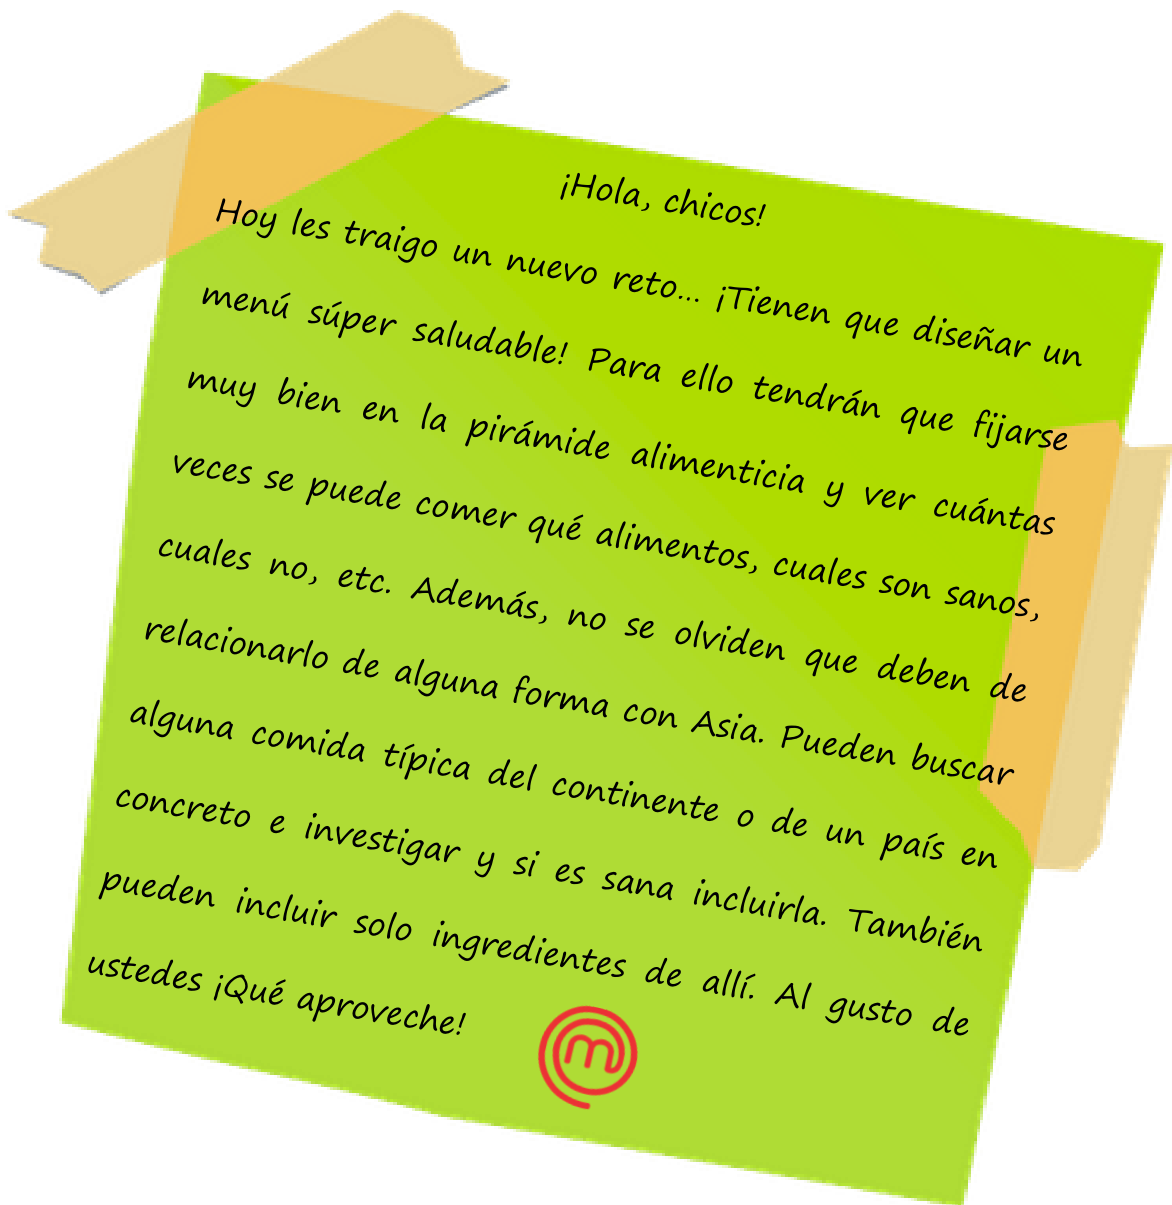 ¡Hola, chicos!
Hoy les traigo un nuevo reto... ¡Tienen que diseñar un
menú súper saludable! Para ello tendrán que fijarse
muy bien en la pirámide alimenticia y ver cuántas
veces se puede comer qué alimentos, cuales son sanos,
cuales no, etc. Además, no se olviden que deben de
relacionarlo de alguna forma con Asia. Pueden buscar
alguna comida típica del continente o de un país en
concreto e investigar y si es sana incluirla. También
pueden incluir solo ingredientes de allí. Al gusto de
ustedes ¡Qué aproveche!
m